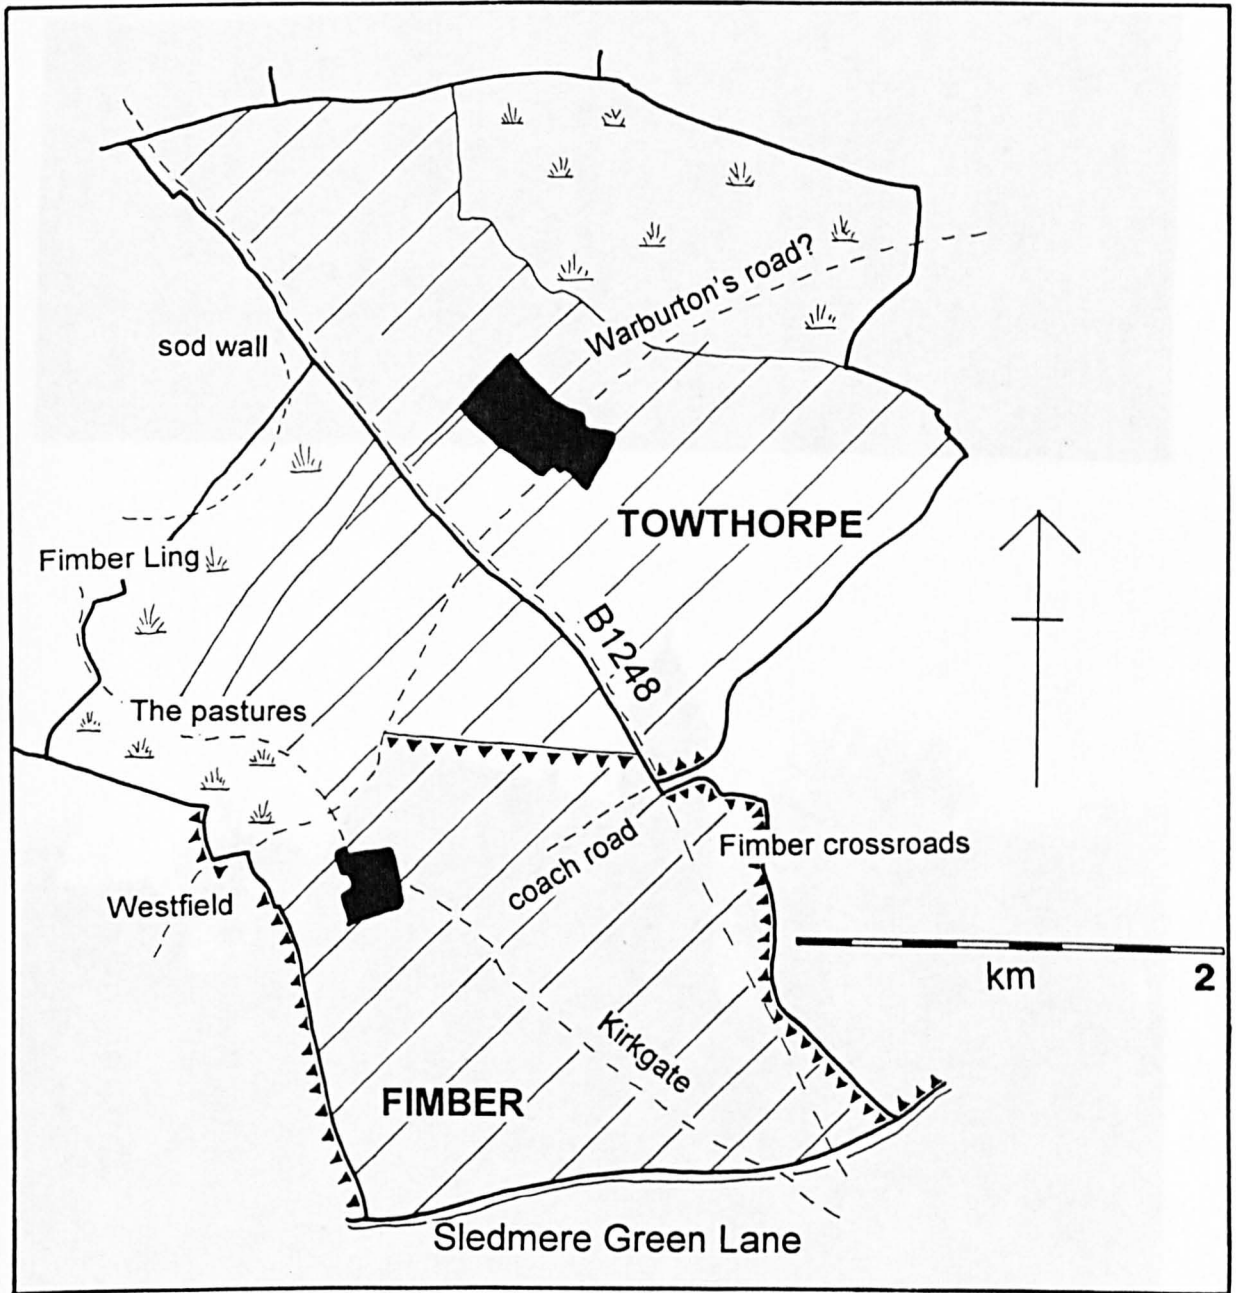 Warburton's road?
sod wall
TOWTHORPE
Fimber Ling
B1248
The pastures
coach road
Fimber crossroads
Westfield
km 2
Kirkgate
FIMBER
Sledmere Green Lane